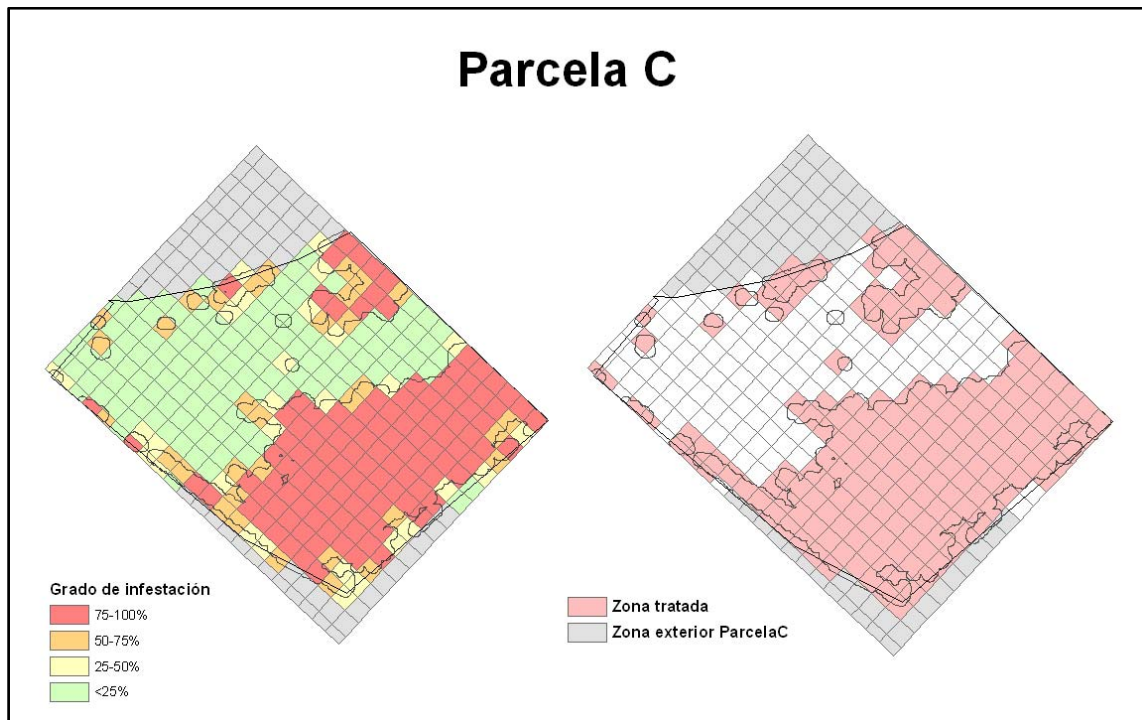 Parcela C
Grado de infestación
75-100%
50-75%
25-50%
<25%
Zona tratada
Zona exterior ParcelaC